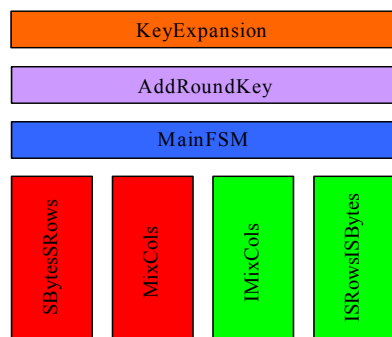 KeyExpansion
AddRoundKey
MainFSM
SBytesSRows
MixCols
IMixCols
ISRowsISBytes